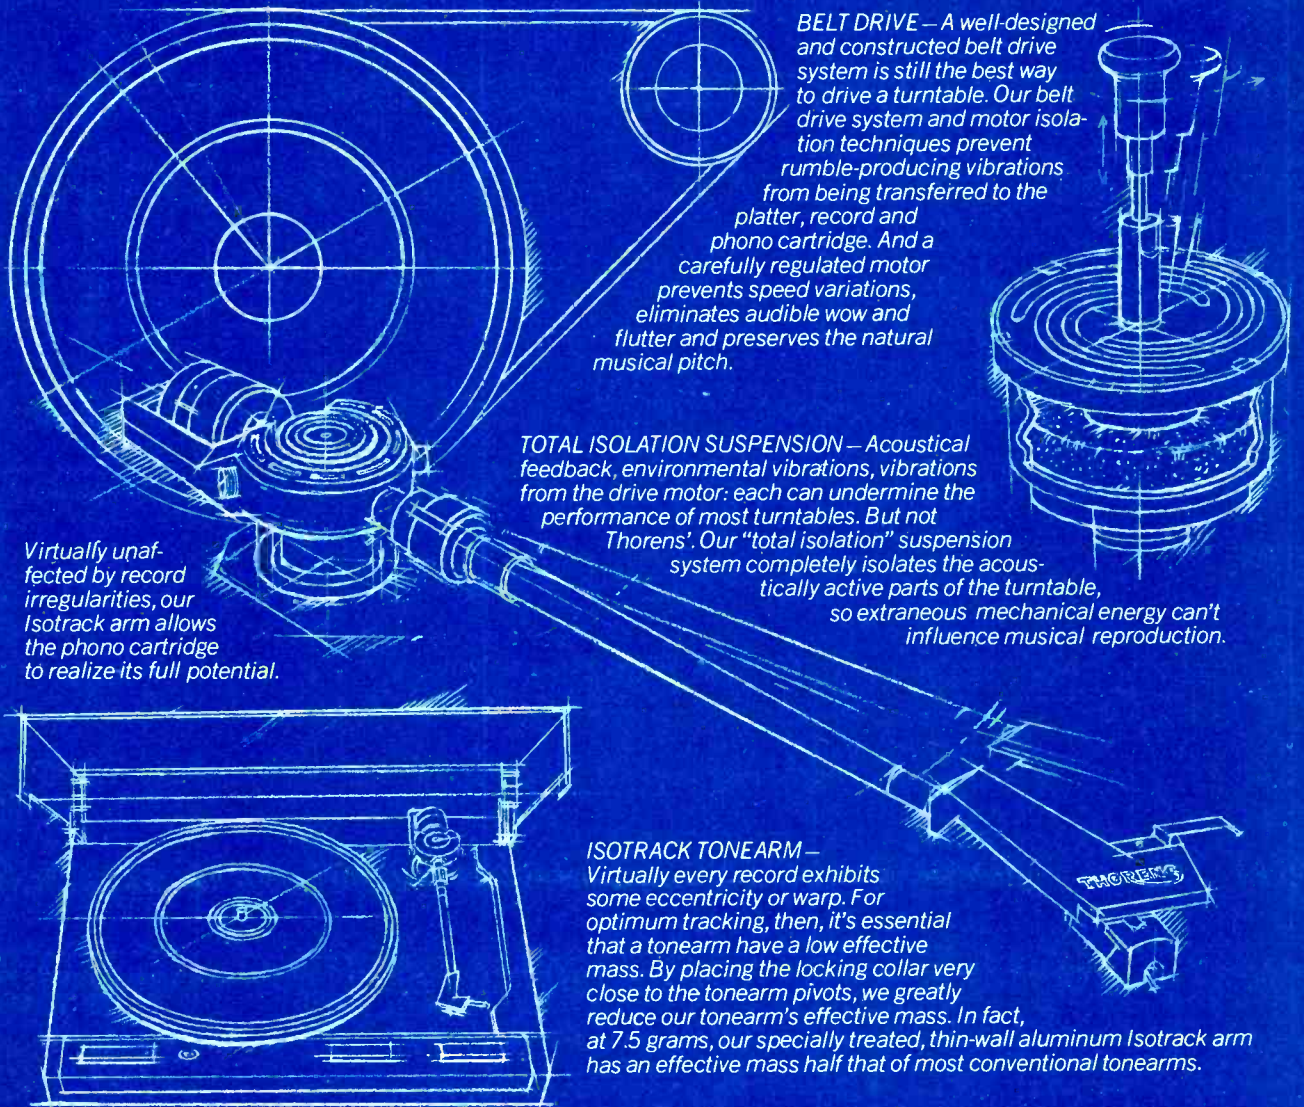 BELT DRIVE—A well-designed
and constructed belt drive
system is still the best way
to drive a turntable. Our belt
drive system and motor isola-
tion techniques prevent
rumble-producing vibrations
from being transferred to the
platter, record and
phono cartridge. And a
carefully regulated motor
prevents speed variations,
eliminates audible wow and
flutter and preserves the natural
musical pitch.
TOTAL ISOLATION SUSPENSION—Acoustical
feedback, environmental vibrations, vibrations
from the drive motor: each can undermine the
performance of most turntables. But not
Thorens'. Our "total isolation" suspension
system completely isolates the acous-
tically active parts of the turntable,
so extraneous mechanical energy can't
influence musical reproduction.
Virtually unaf-
fected by record
irregularities, our
Isotrack arm allows
the phono cartridge
to realize its full potential.
ISOTRACK TONEARM—
Virtually every record exhibits
some eccentricity or warp. For
optimum tracking, then, it's essential
that a tonearm have a low effective
mass. By placing the locking collar very
close to the tonearm pivots, we greatly
reduce our tonearm's effective mass. In fact,
at 7.5 grams, our specially treated, thin-wall aluminum Isotrack arm
has an effective mass half that of most conventional tonearms.
THORENS